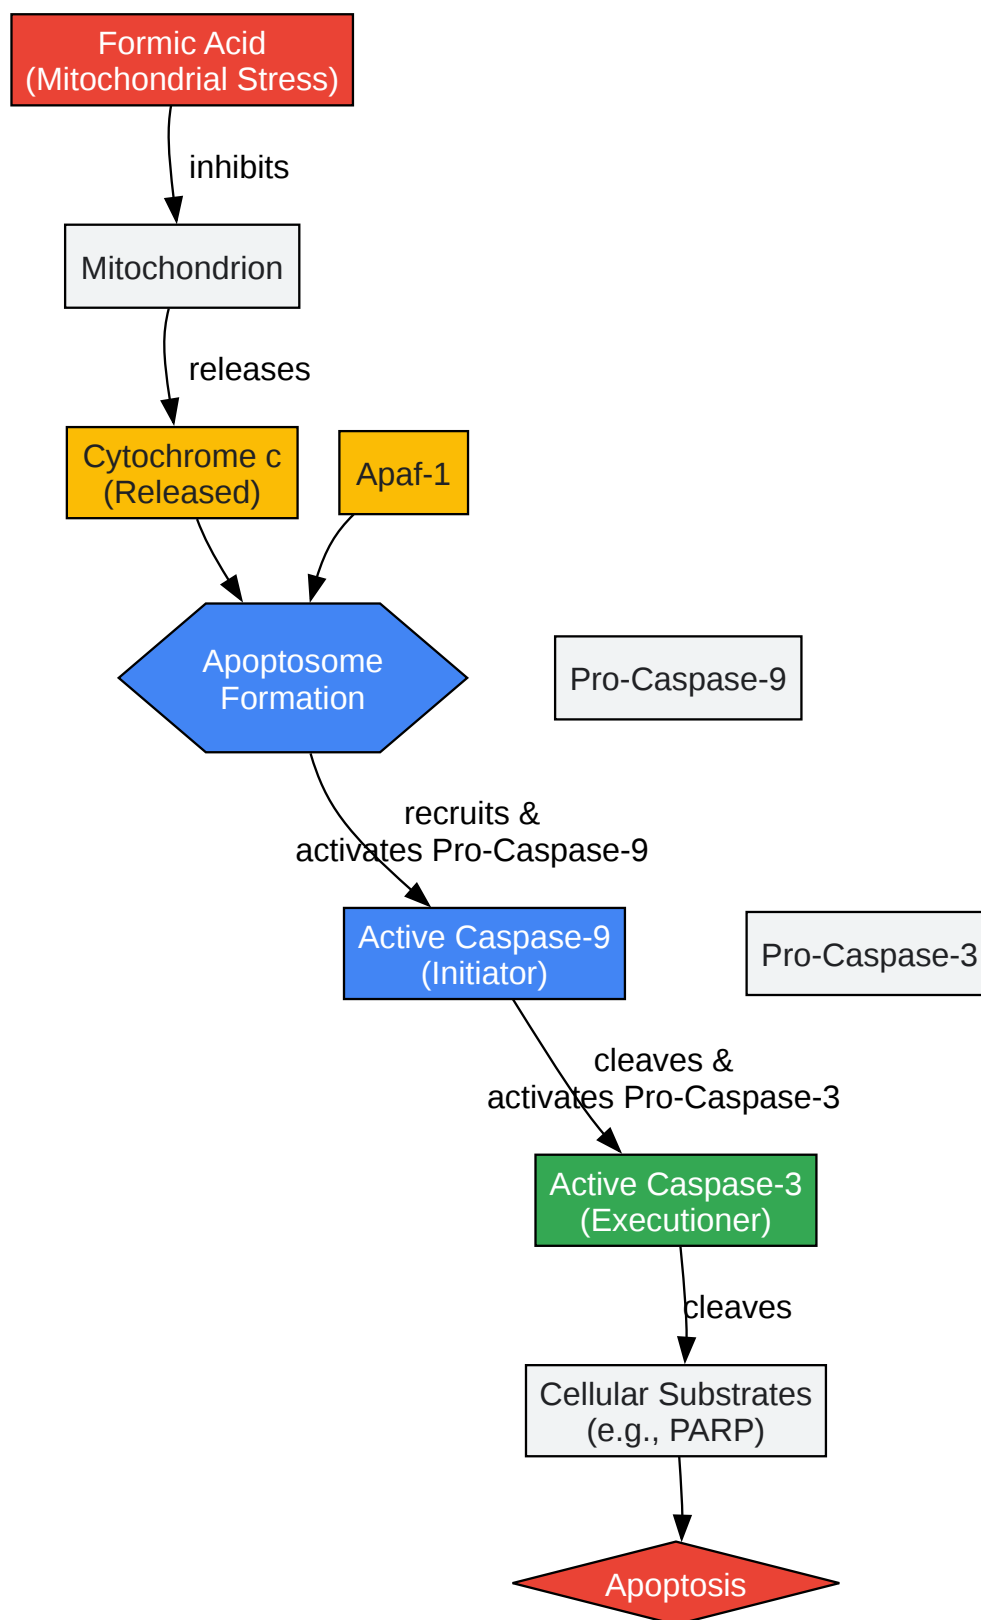 Formic Acid
(Mitochondrial Stress)
inhibits
Mitochondrion
releases
Cytochrome c
(Released)
Apaf-1
Apoptosome
Formation
Pro-Caspase-9
recruits &
activates Pro-Caspase-9
Active Caspase-9
(Initiator)
Pro-Caspase-3
cleaves &
activates Pro-Caspase-3
Active Caspase-3
(Executioner)
cleaves
Cellular Substrates
(e.g., PARP)
Apoptosis